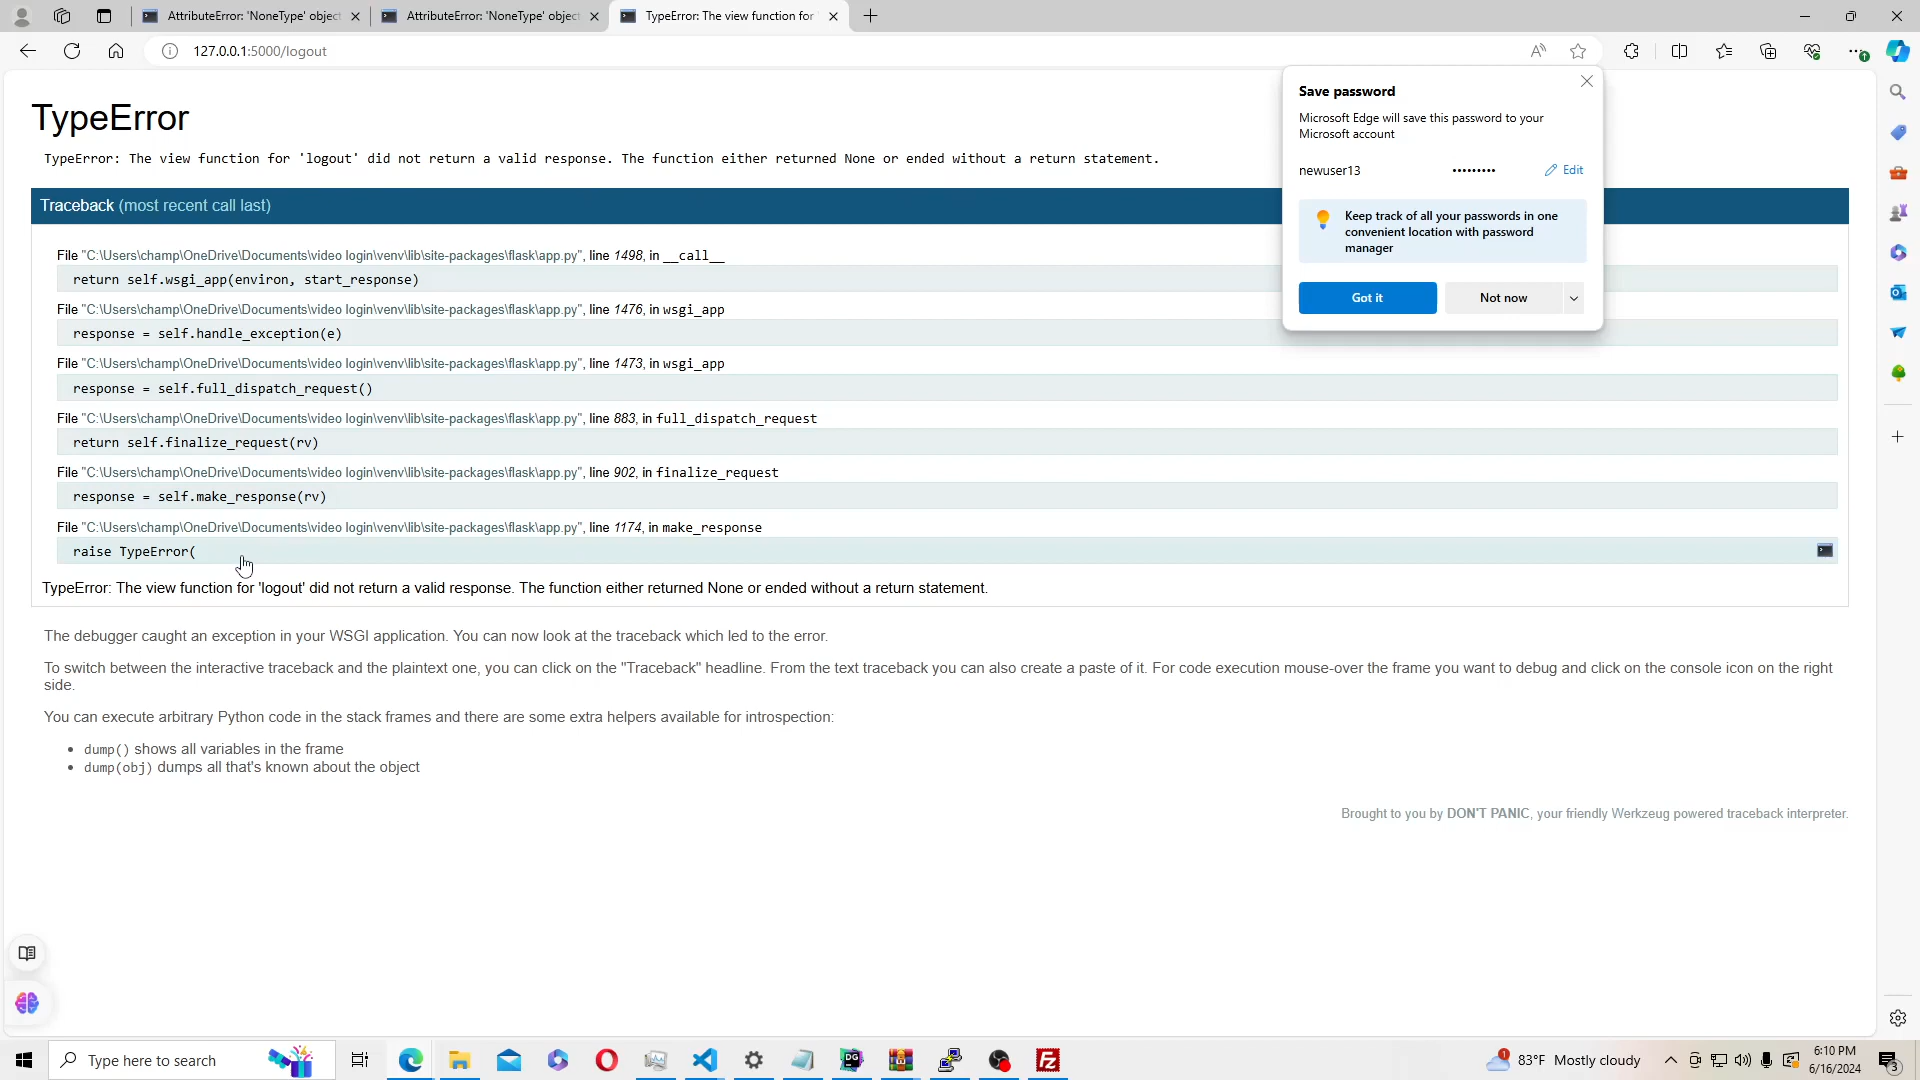 AttributeError: 'NoneType' object
AttributeError: 'NoneType' object
TypeError: The view function for '
127.0.0.1:5000/logout
TypeError
TypeError: The view function for 'logout' did not return a valid response. The function either returned None or ended without a return statement.
Traceback (most recent call last)
File "C:\Users\champ\OneDrive\Documents\video login\venv\lib\site-packages\flask\app.py", line 1498, in __call__
return self.wsgi_app(environ, start_response)
File "C:\Users\champ\OneDrive\Documents\video login\venv\lib\site-packages\flask\app.py", line 1476, in wsgi_app
response = self.handle_exception(e)
File "C:\Users\champ\OneDrive\Documents\video login\venv\lib\site-packages\flask\app.py", line 1473, in wsgi_app
response = self.full_dispatch_request()
File "C:\Users\champ\OneDrive\Documents\video login\venv\lib\site-packages\flask\app.py", line 883, in full_dispatch_request
return self.finalize_request(rv)
File "C:\Users\champ\OneDrive\Documents\video login\venv\lib\site-packages\flask\app.py", line 902, in finalize_request
response = self.make_response(rv)
File "C:\Users\champ\OneDrive\Documents\video login\venv\lib\site-packages\flask\app.py", line 1174, in make_response
raise TypeError(
TypeError: The view function for 'logout' did not return a valid response. The function either returned None or ended without a return statement.
The debugger caught an exception in your WSGI application. You can now look at the traceback which led to the error.
To switch between the interactive traceback and the plaintext one, you can click on the "Traceback" headline. From the text traceback you can also create a paste of it. For code execution mouse-over the frame you want to debug and click on the console icon on the right
side.
You can execute arbitrary Python code in the stack frames and there are some extra helpers available for introspection:
• dump() shows all variables in the frame
• dump(obj) dumps all that's known about the object
Brought to you by DON'T PANIC, your friendly Werkzeug powered traceback interpreter.
Save password
Microsoft Edge will save this password to your
Microsoft account
newuser13
•••••••••
Edit
Keep track of all your passwords in one
convenient location with password
manager
Got it
Not now
Type here to search
DG
FZ
1
83°F Mostly cloudy
6:10 PM
6/16/2024
3